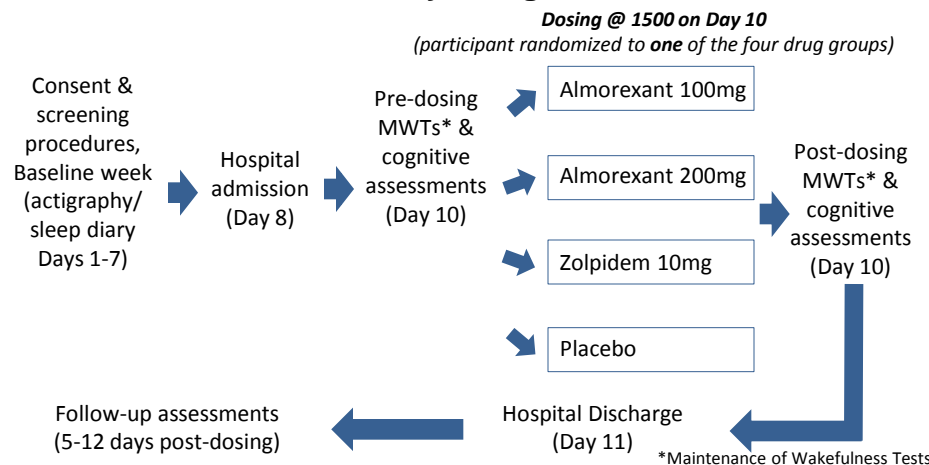 Dosing @ 1500 on Day 10
(participant randomized to one of the four drug groups)
Consent &
screening
procedures,
Baseline week
(actigraphy/
sleep diary
Days 1-7)
Hospital
admission
(Day 8)
Pre-dosing
MWTs* &
cognitive
assessments
(Day 10)
Almorexant 100mg
Almorexant 200mg
Zolpidem 10mg
Placebo
Post-dosing
MWTs* &
cognitive
assessments
(Day 10)
Hospital Discharge
(Day 11)
Follow-up assessments
(5-12 days post-dosing)
*Maintenance of Wakefulness Tests